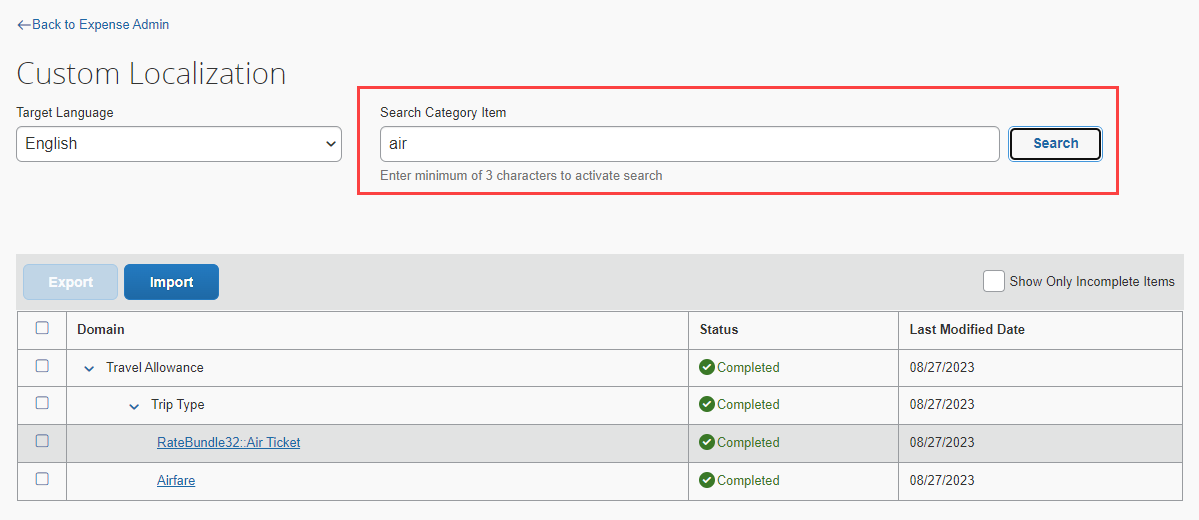 Back to Expense Admin
Custom Localization
Target Language
English
Search Category Item
air
Search
Enter minimum of 3 characters to activate search
Export
Import
Show Only Incomplete Items
Domain Status Last Modified Date
Travel Allowance Completed 08/27/2023
Trip Type Completed 08/27/2023
RateBundle32::Air Ticket Completed 08/27/2023
Airfare Completed 08/27/2023